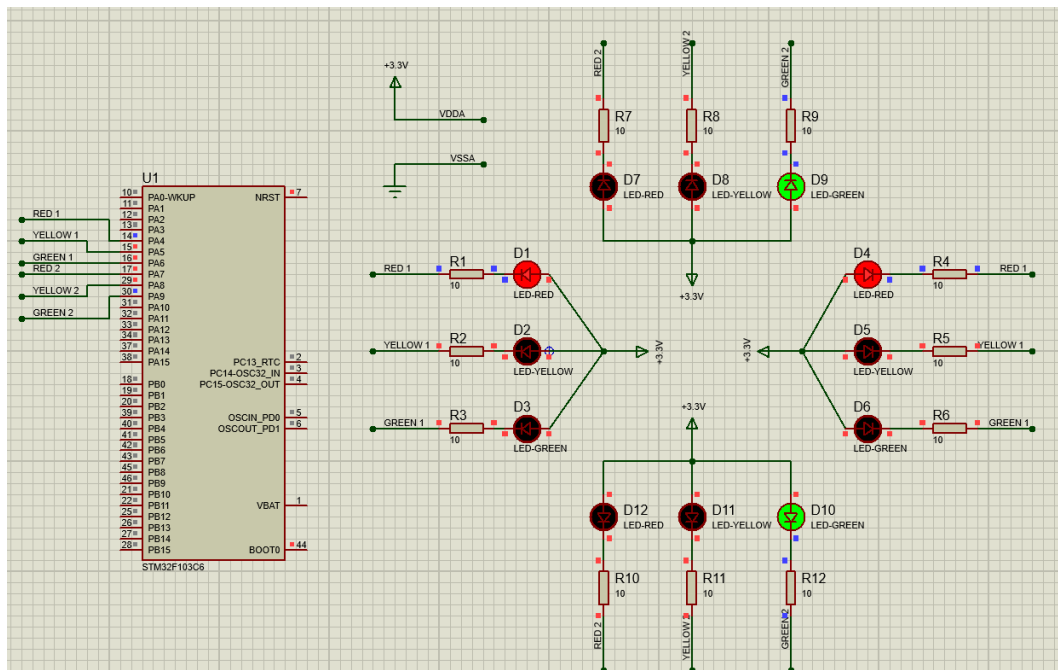 +3.3V
VDDA
VSSA
U1
10 PA0-WKUP
11 PA1
12 PA2
13 PA3
14 PA4
15 PA5
16 PA6
17 PA7
29 PA8
30 PA9
31 PA10
32 PA11
33 PA12
34 PA13
37 PA14
38 PA15
18 PB0
19 PB1
20 PB2
39 PB3
40 PB4
41 PB5
42 PB6
43 PB7
45 PB8
46 PB9
21 PB10
22 PB11
25 PB12
26 PB13
27 PB14
28 PB15
NRST 7
PC13_RTC 2
PC14-OSC32_IN 3
PC15-OSC32_OUT 4
OSCIN_PD0 5
OSCOUT_PD1 6
VBAT 1
BOOT0 44
STM32F103C6
RED 1
YELLOW 1
GREEN 1
RED 2
YELLOW 2
GREEN 2
RED 2
YELLOW 2
GREEN 2
R7
10
R8
10
R9
10
D7
LED-RED
D8
LED-YELLOW
D9
LED-GREEN
+3.3V
RED 1
R1
10
D1
LED-RED
YELLOW 1
R2
10
D2
LED-YELLOW
GREEN 1
R3
10
D3
LED-GREEN
+3.3V
+3.3V
D4
LED-RED
R4
10
RED 1
D5
LED-YELLOW
R5
10
YELLOW 1
D6
LED-GREEN
R6
10
GREEN 1
+3.3V
D12
LED-RED
D11
LED-YELLOW
D10
LED-GREEN
R10
10
R11
10
R12
10
RED 2
YELLOW 2
GREEN 2